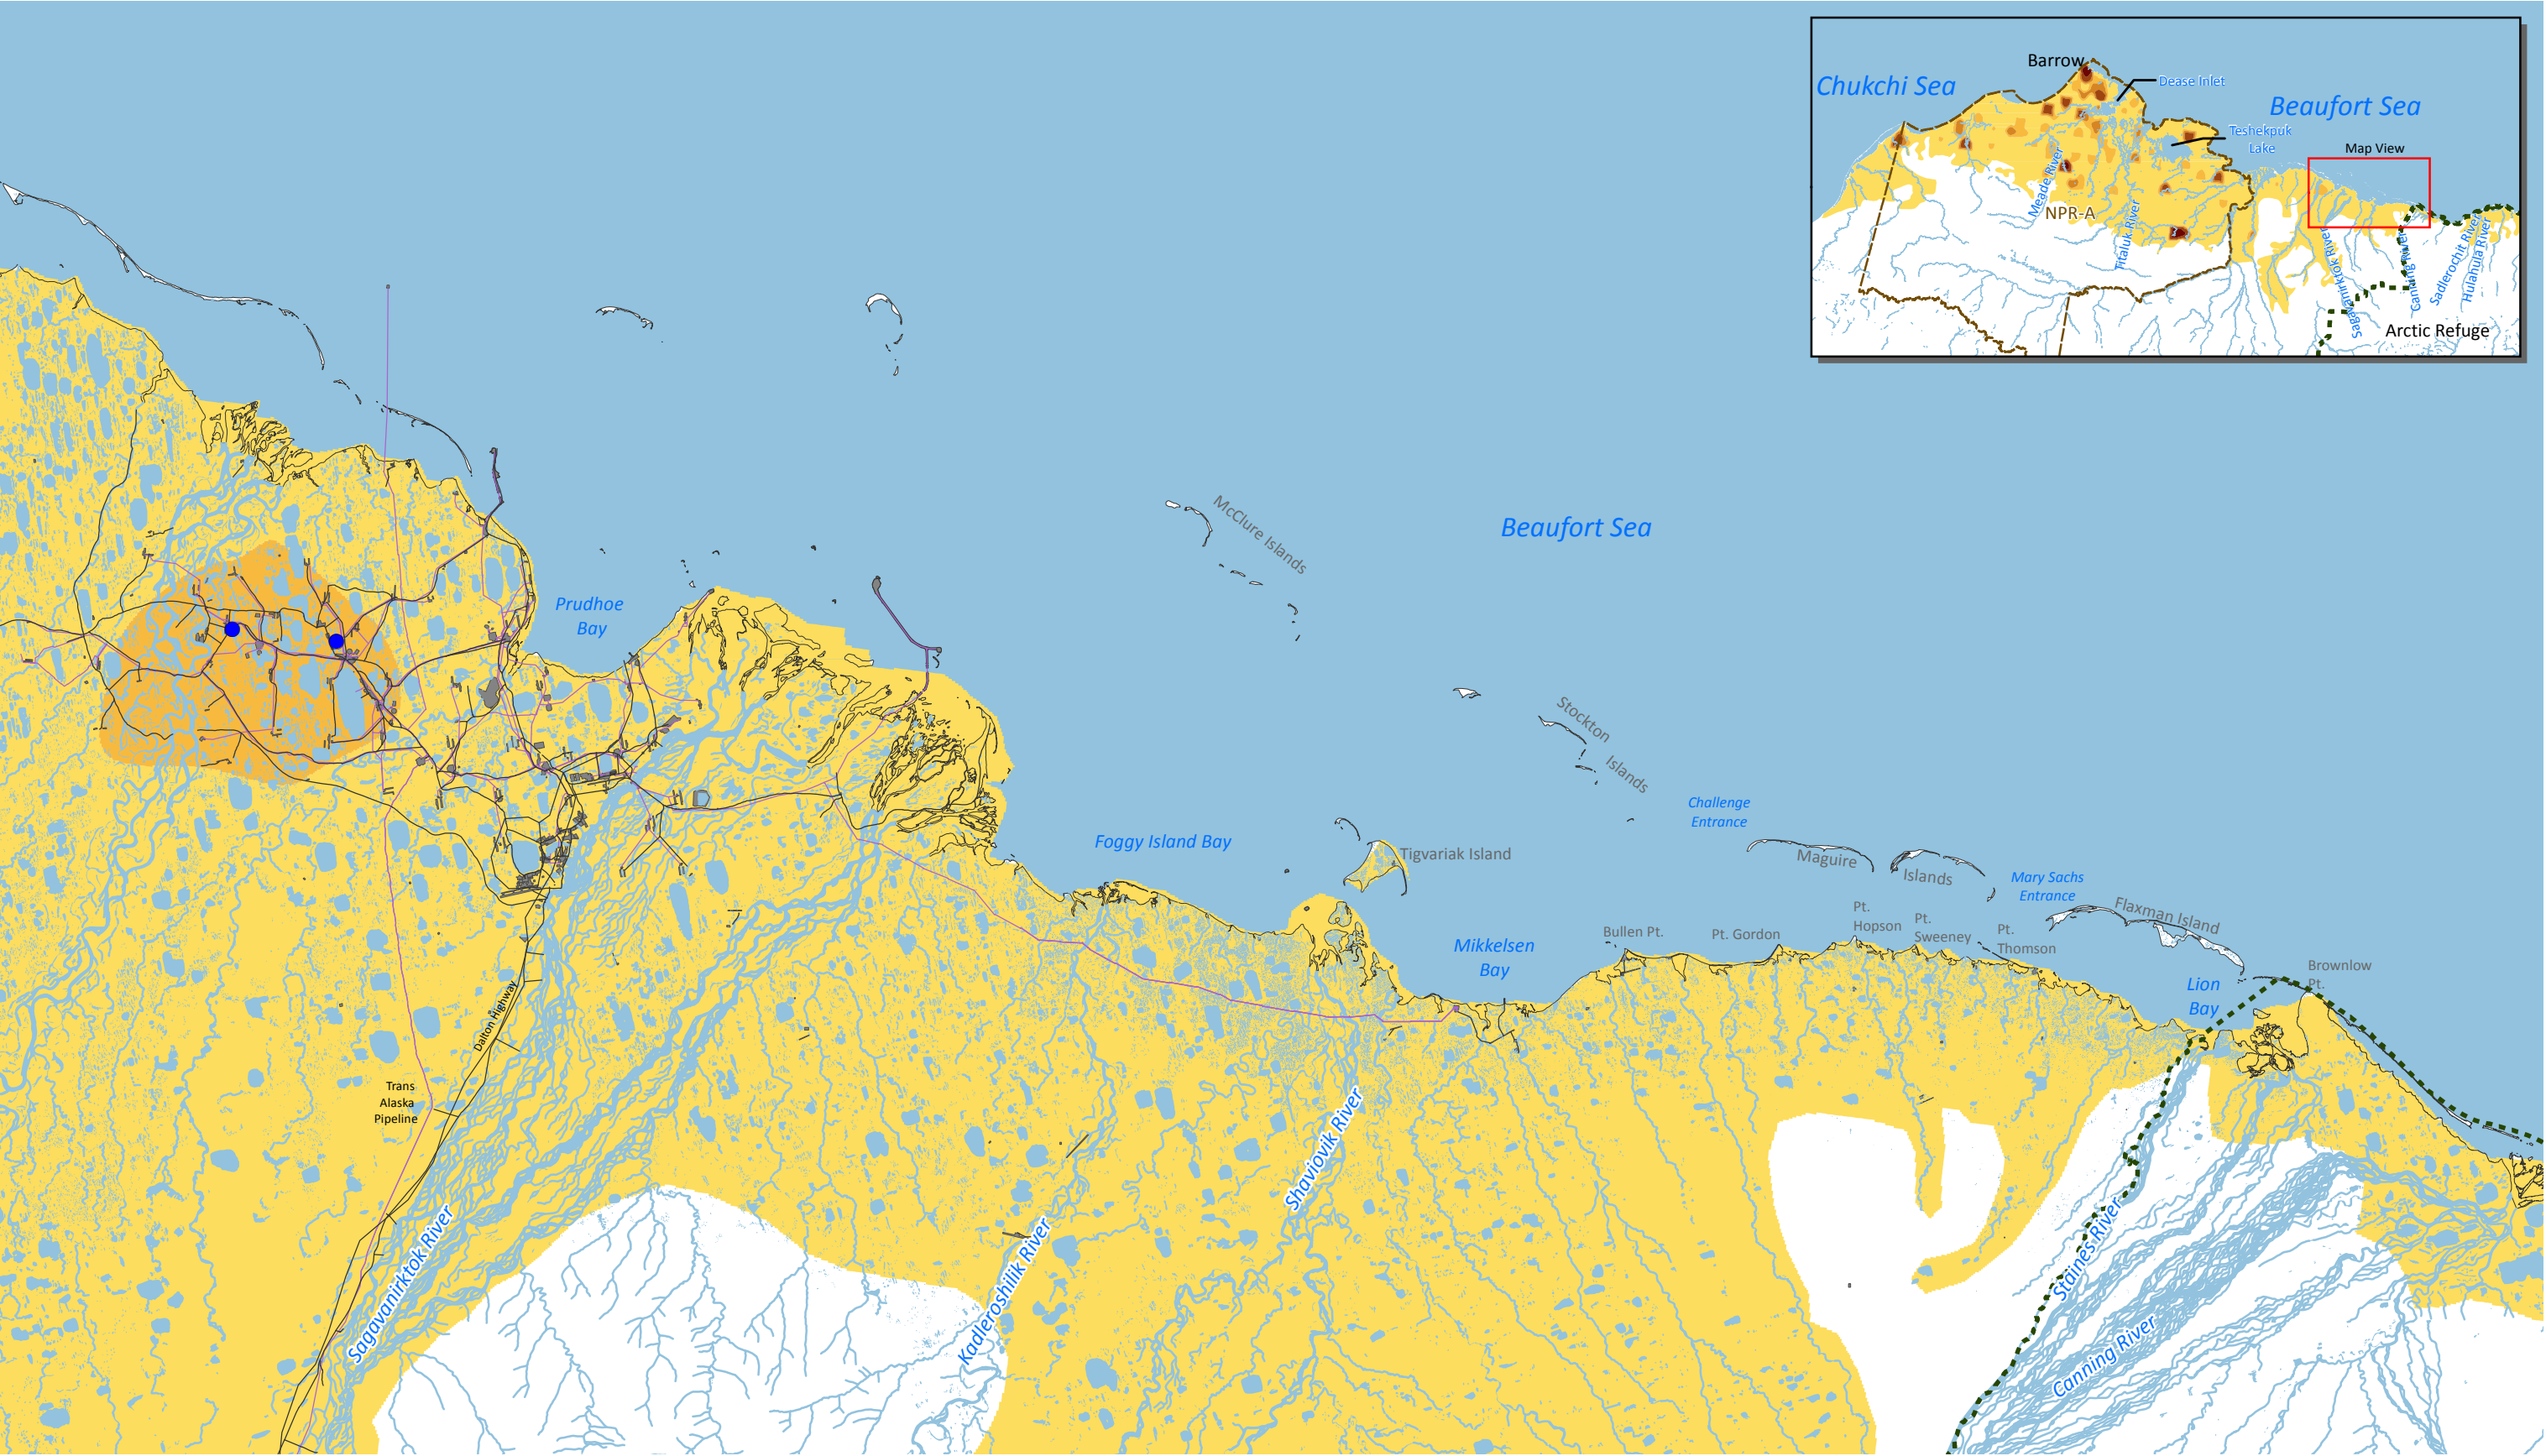 Barrow
Chukchi Sea
Dease Inlet
Beaufort Sea
Teshekpuk
Lake
Map View
Meade River
NPR-A
Titaluk River
Sagavanirktok River
Canning River
Sadlerochit River
Hulahula River
Arctic Refuge
McClure Islands
Beaufort Sea
Prudhoe
Bay
Stockton
Islands
Challenge
Entrance
Foggy Island Bay
Tigvariak Island
Maguire
Islands
Mary Sachs
Entrance
Flaxman Island
Pt.
Hopson
Pt.
Sweeney
Pt.
Thomson
Bullen Pt.
Pt. Gordon
Mikkelsen
Bay
Brownlow
Pt.
Lion
Bay
Dalton Highway
Trans
Alaska
Pipeline
Shaviovik River
Sagavanirktok River
Kadleroshilik River
Staines River
Canning River